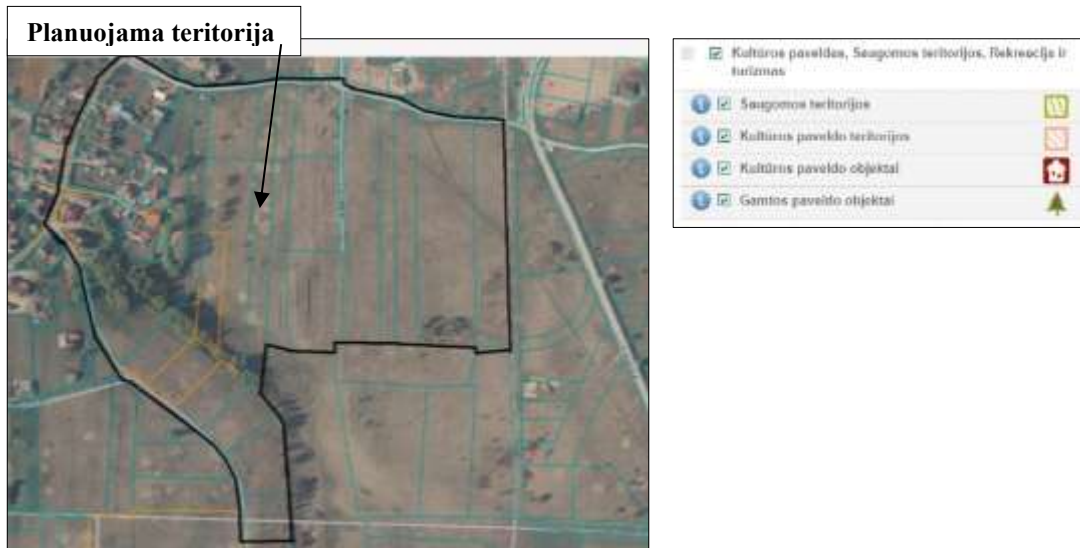 Planuojama teritorija
Kultūros paveldas, Saugomos teritorijos, Rekreacija ir
turizmas
Saugomos teritorijos
Kultūros paveldo teritorijos
Kultūros paveldo objektai
Gamtos paveldo objektai